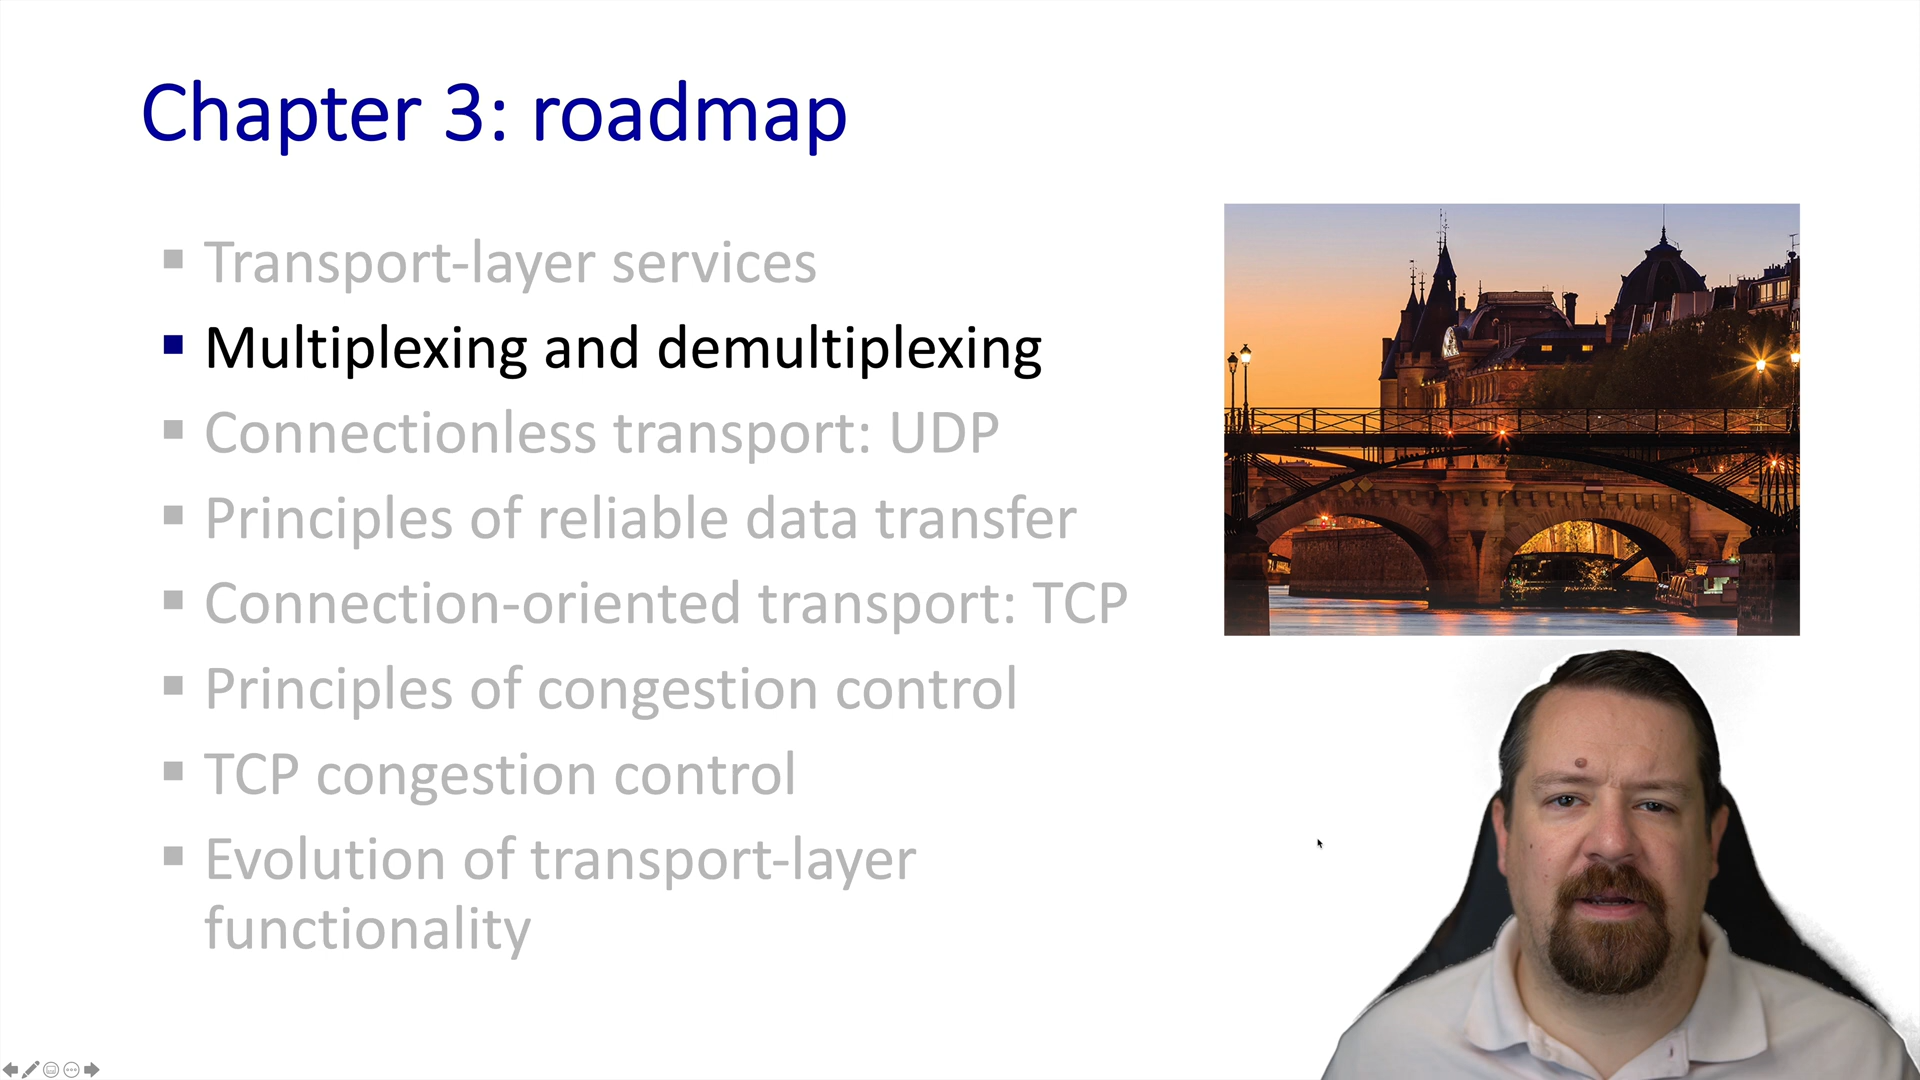 Chapter 3: roadmap
Transport-layer services
Multiplexing and demultiplexing
Connectionless transport: UDP
Principles of reliable data transfer
Connection-oriented transport: TCP
Principles of congestion control
TCP congestion control
Evolution of transport-layer
functionality